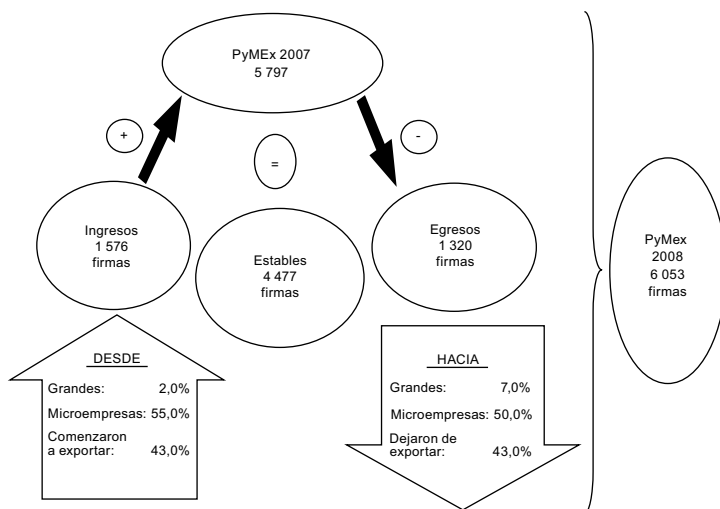 PyMEx 2007
5 797
+
-
=
Ingresos
1 576
firmas
Estables
4 477
firmas
Egresos
1 320
firmas
PyMex
2008
6 053
firmas
DESDE
Grandes: 2,0%
Microempresas: 55,0%
Comenzaron
a exportar: 43,0%
HACIA
Grandes: 7,0%
Microempresas: 50,0%
Dejaron de
exportar: 43,0%